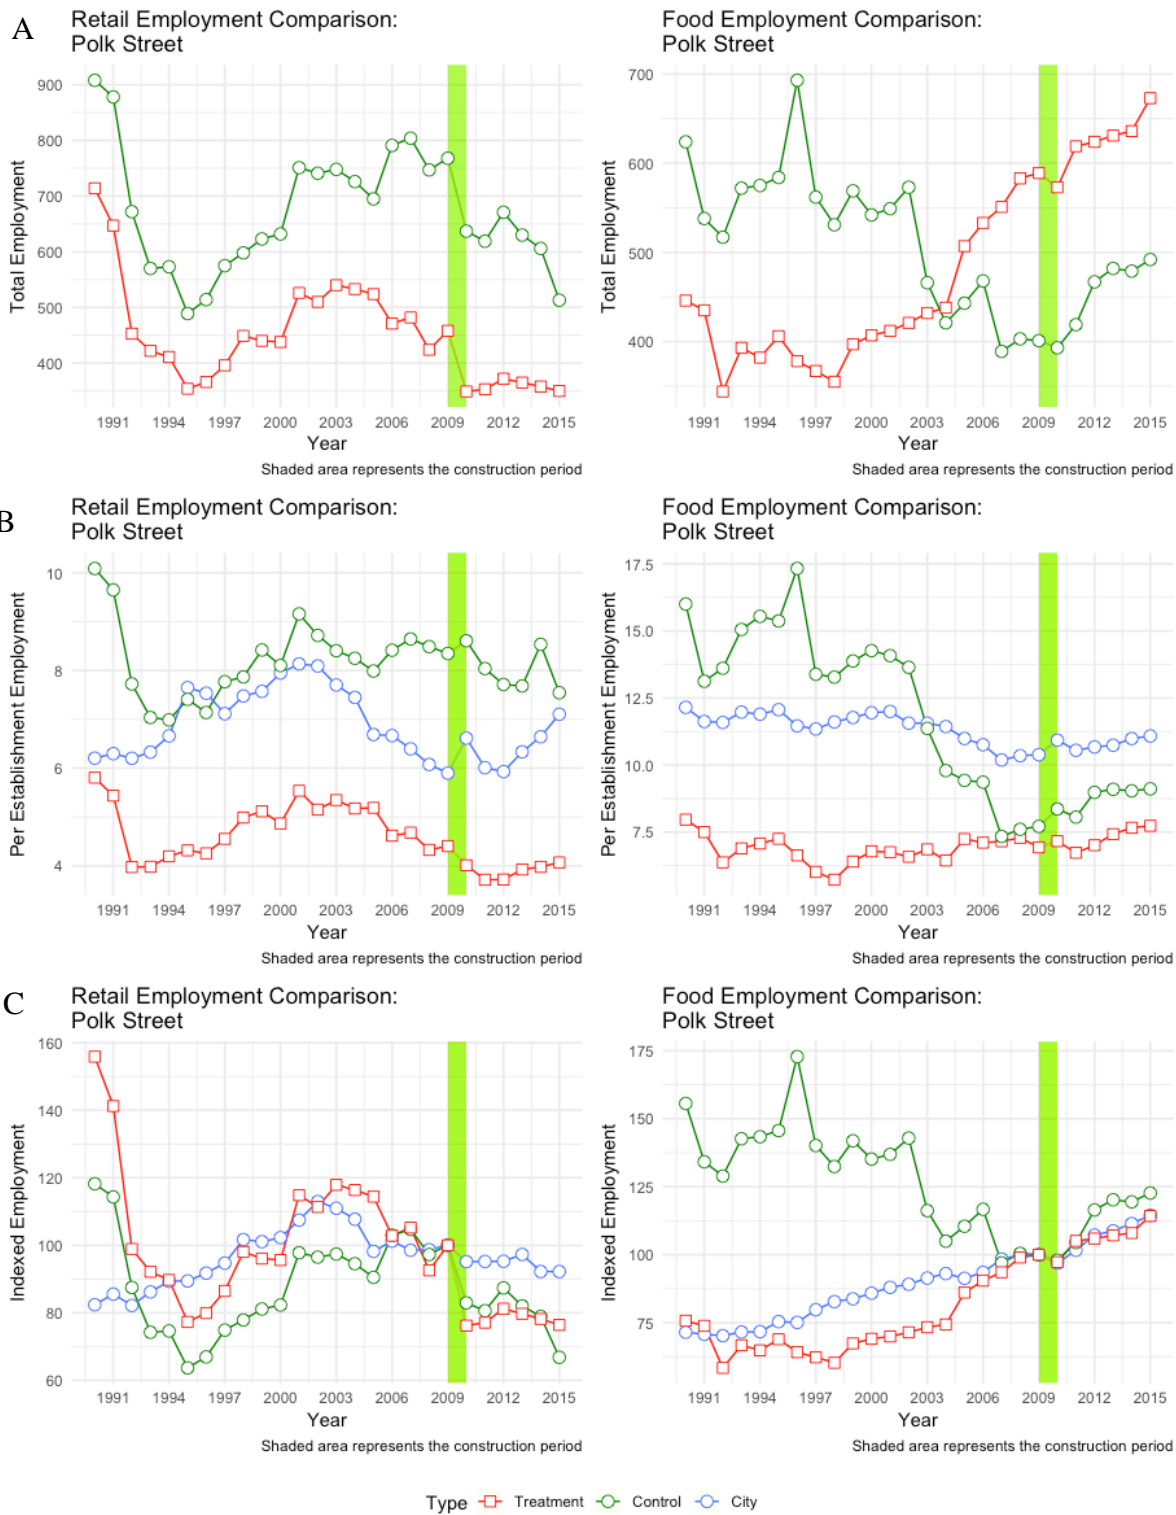 A
Retail Employment Comparison:
Polk Street
Total Employment
900
800
700
600
500
400
1991 1994 1997 2000 2003 2006 2009 2012 2015
Year
Shaded area represents the construction period
Food Employment Comparison:
Polk Street
Total Employment
700
600
500
400
1991 1994 1997 2000 2003 2006 2009 2012 2015
Year
Shaded area represents the construction period
B
Retail Employment Comparison:
Polk Street
Per Establishment Employment
10
8
6
4
1991 1994 1997 2000 2003 2006 2009 2012 2015
Year
Shaded area represents the construction period
Food Employment Comparison:
Polk Street
Per Establishment Employment
17.5
15.0
12.5
10.0
7.5
1991 1994 1997 2000 2003 2006 2009 2012 2015
Year
Shaded area represents the construction period
C
Retail Employment Comparison:
Polk Street
Indexed Employment
160
140
120
100
80
60
1991 1994 1997 2000 2003 2006 2009 2012 2015
Year
Shaded area represents the construction period
Food Employment Comparison:
Polk Street
Indexed Employment
175
150
125
100
75
1991 1994 1997 2000 2003 2006 2009 2012 2015
Year
Shaded area represents the construction period
Type Treatment Control City